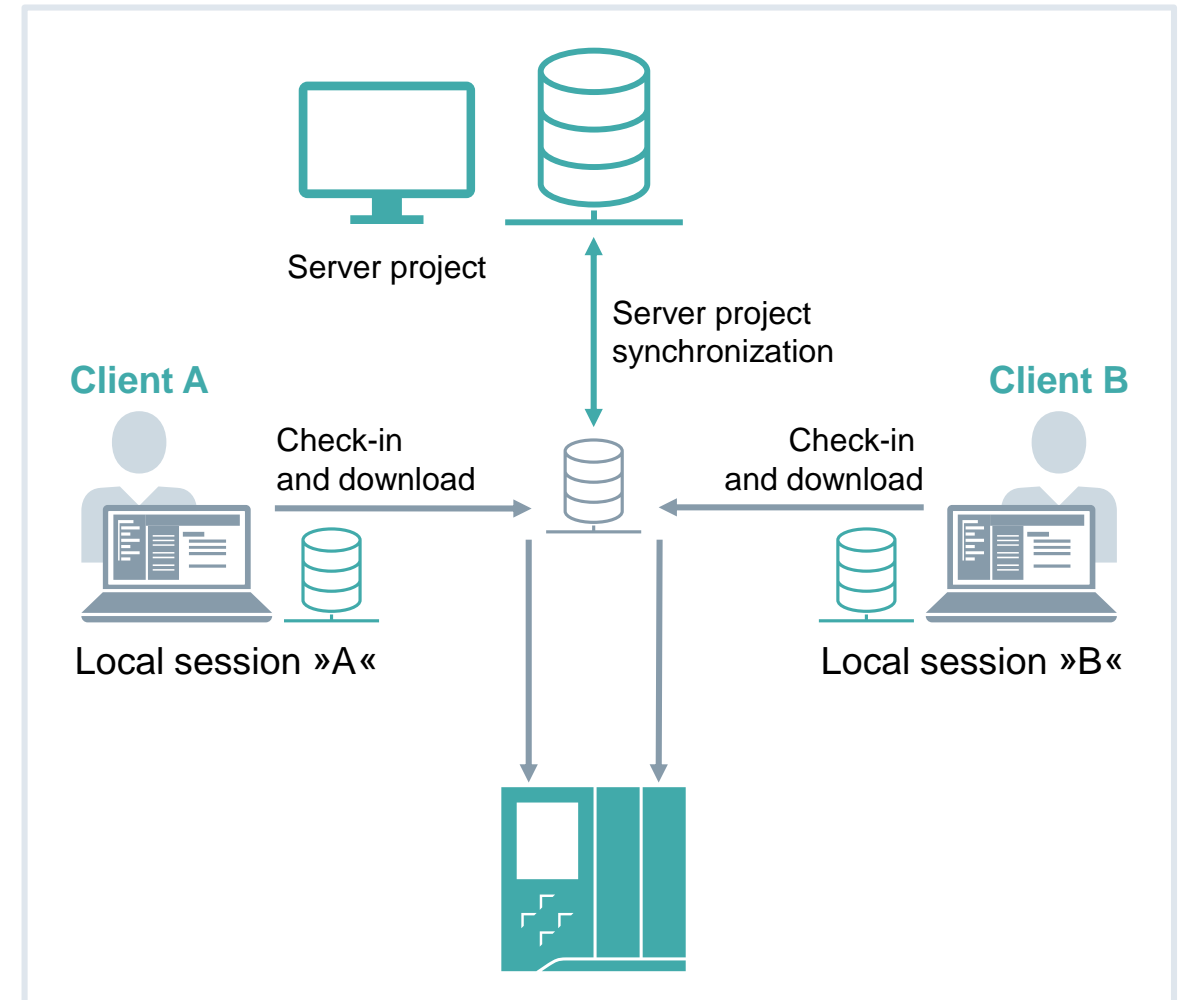 Server project
Server project
synchronization
Client A
Client B
Check-in
and download
Check-in
and download
Local session »A«
Local session »B«